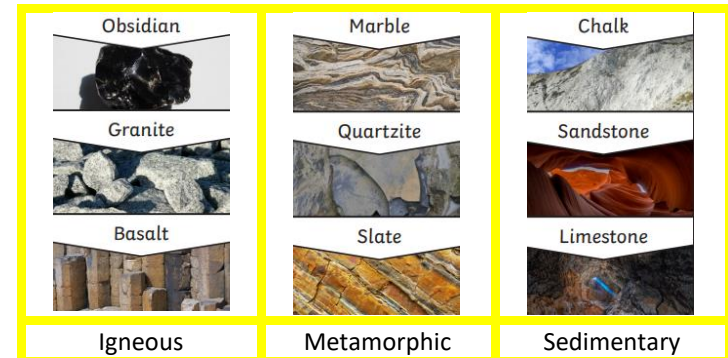 Obsidian
Marble
Chalk
Granite
Quartzite
Sandstone
Basalt
Slate
Limestone
Igneous
Metamorphic
Sedimentary